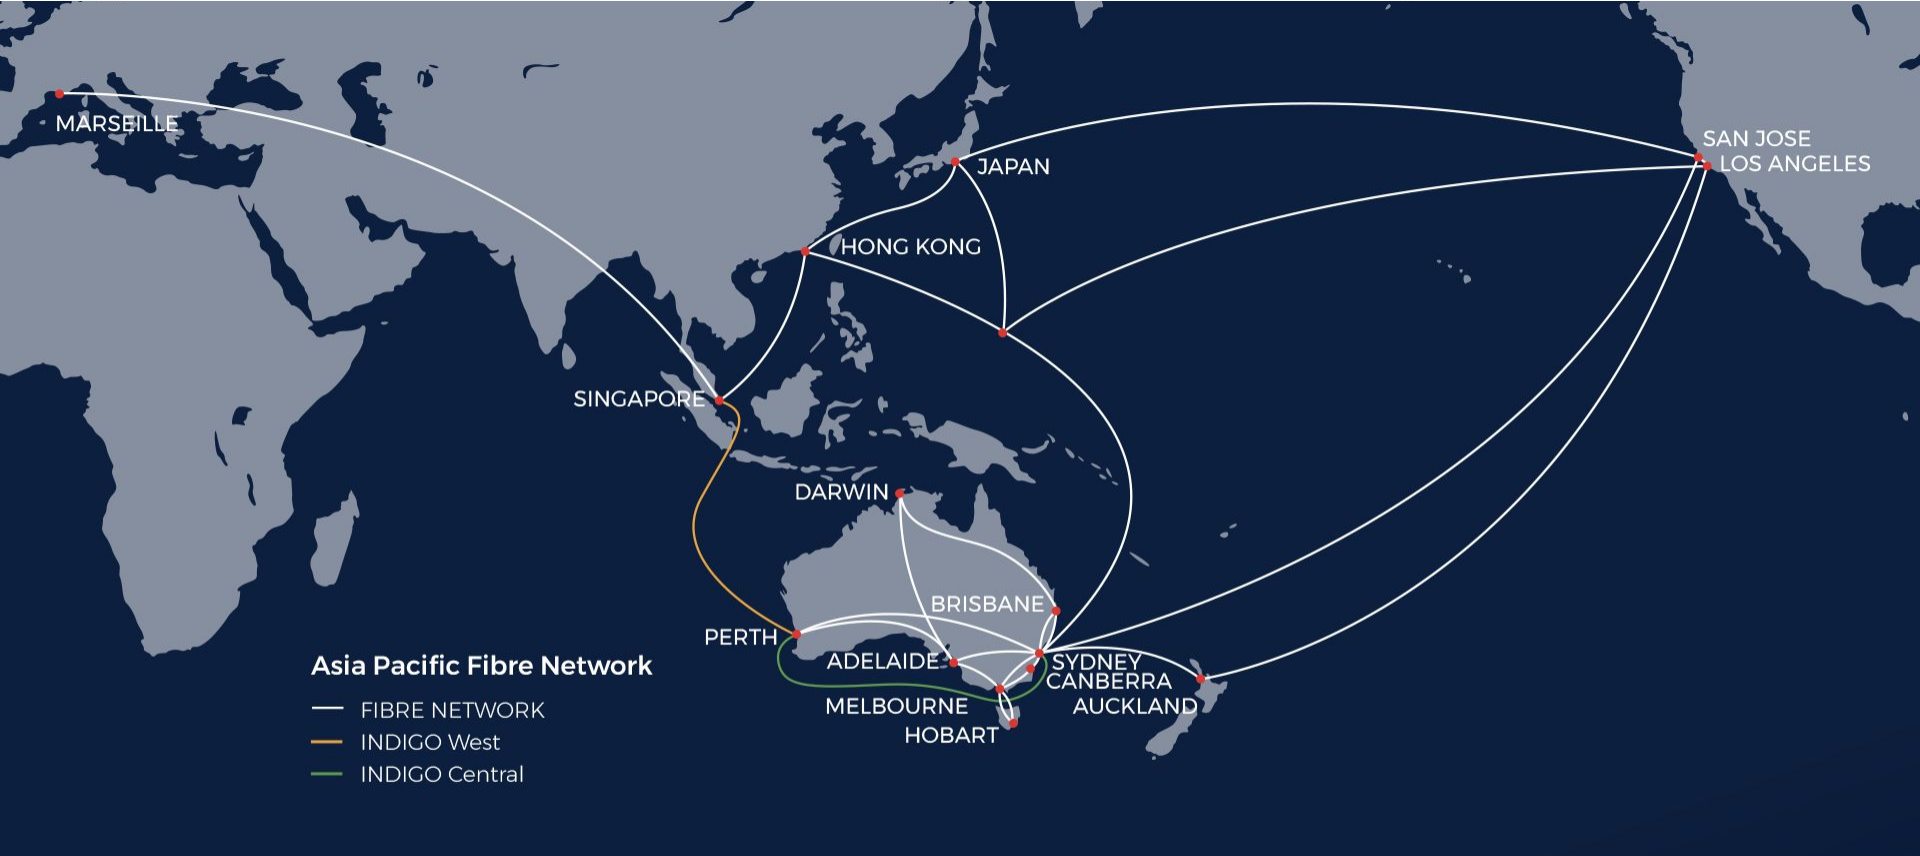 MARSEILLE
SAN JOSE
LOS ANGELES
JAPAN
HONG KONG
SINGAPORE
DARWIN
BRISBANE
PERTH
ADELAIDE
SYDNEY
CANBERRA
MELBOURNE
AUCKLAND
HOBART
Asia Pacific Fibre Network
FIBRE NETWORK
INDIGO West
INDIGO Central